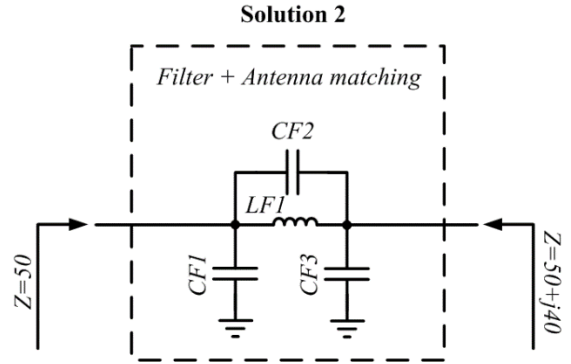 Solution 2
Filter + Antenna matching
CF2
LF1
CF1
CF3
Z=50
Z=50+j40